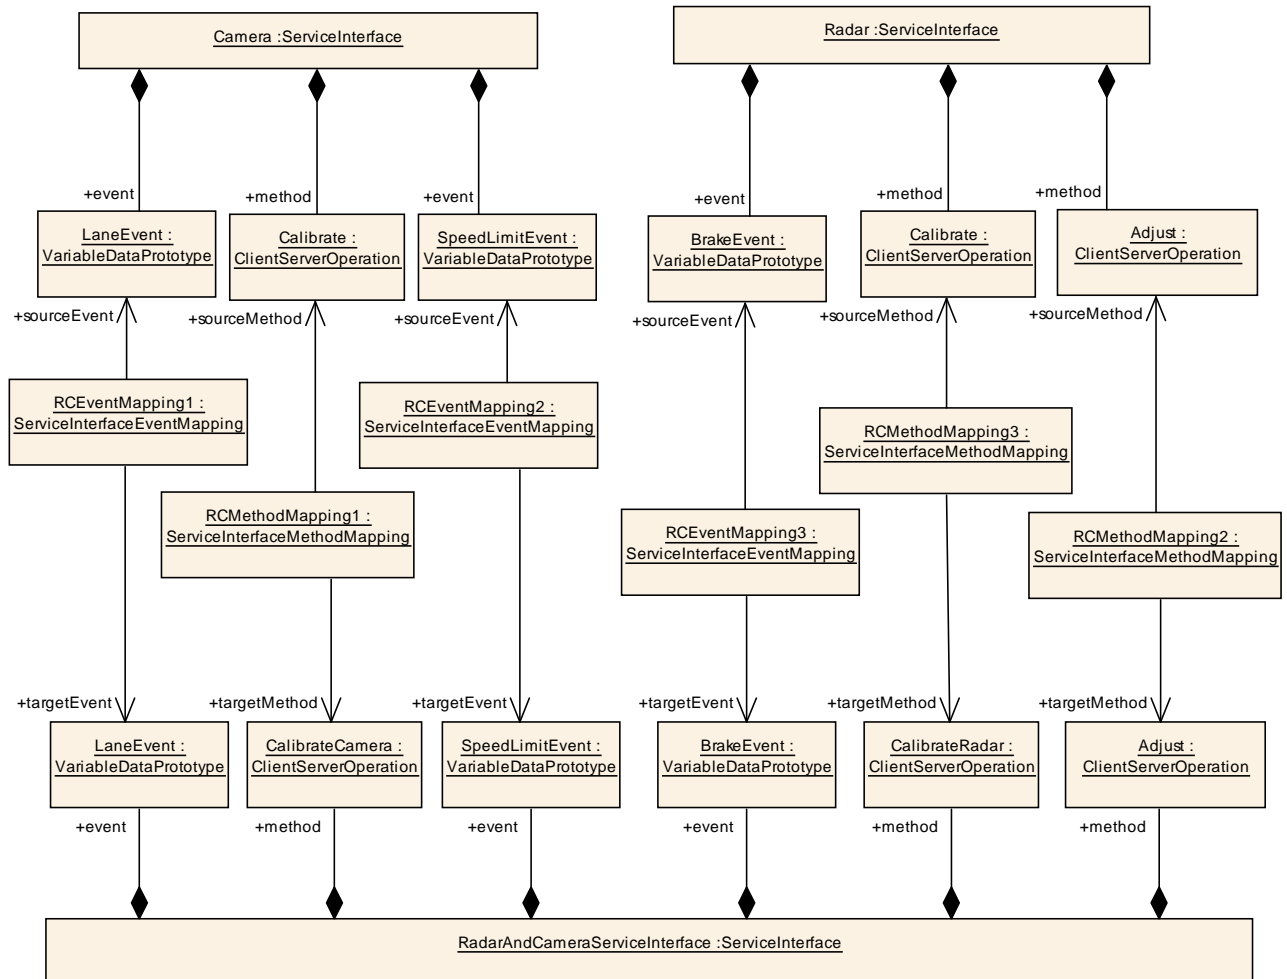 Camera :ServiceInterface
Radar :ServiceInterface
+event
+method
+event
+event
+method
+method
LaneEvent :
VariableDataPrototype
Calibrate :
ClientServerOperation
SpeedLimitEvent :
VariableDataPrototype
BrakeEvent :
VariableDataPrototype
Calibrate :
ClientServerOperation
Adjust :
ClientServerOperation
+sourceEvent
+sourceMethod
+sourceEvent
+sourceEvent
+sourceMethod
+sourceMethod
RCEventMapping1 :
ServiceInterfaceEventMapping
RCEventMapping2 :
ServiceInterfaceEventMapping
RCMethodMapping3 :
ServiceInterfaceMethodMapping
RCMethodMapping1 :
ServiceInterfaceMethodMapping
RCEventMapping3 :
ServiceInterfaceEventMapping
RCMethodMapping2 :
ServiceInterfaceMethodMapping
+targetEvent
+targetMethod
+targetEvent
+targetEvent
+targetMethod
+targetMethod
LaneEvent :
VariableDataPrototype
CalibrateCamera :
ClientServerOperation
SpeedLimitEvent :
VariableDataPrototype
BrakeEvent :
VariableDataPrototype
CalibrateRadar :
ClientServerOperation
Adjust :
ClientServerOperation
+event
+method
+event
+event
+method
+method
RadarAndCameraServiceInterface :ServiceInterface